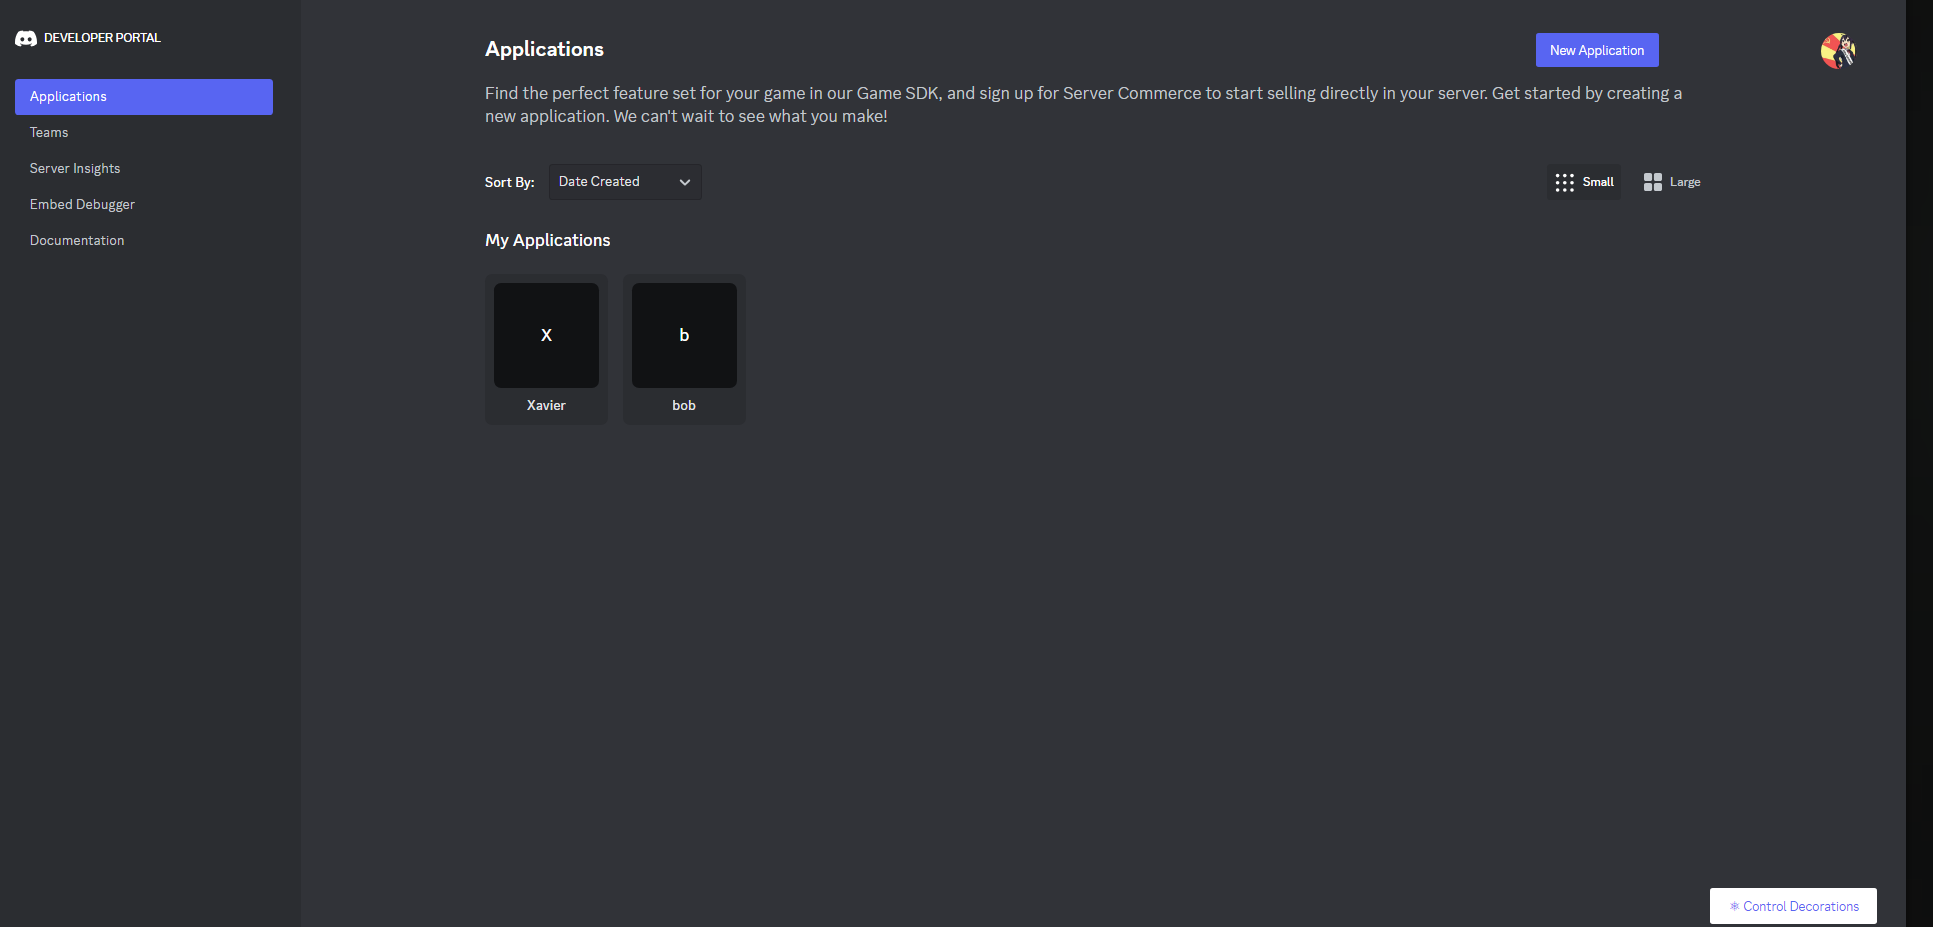 DEVELOPER PORTAL
Applications
Teams
Server Insights
Embed Debugger
Documentation
Applications
New Application
Find the perfect feature set for your game in our Game SDK, and sign up for Server Commerce to start selling directly in your server. Get started by creating a
new application. We can't wait to see what you make!
Sort By: Date Created
Small Large
My Applications
X b
Xavier bob
Control Decorations